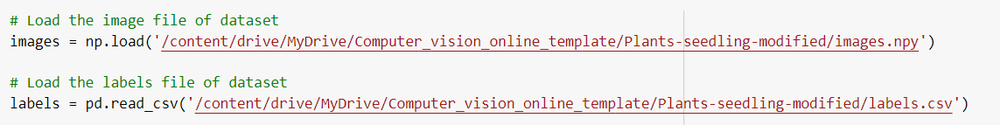 # Load the image file of dataset
images = np.load('/content/drive/MyDrive/Computer_vision_online_template/Plants-seedling-modified/images.npy')
# Load the labels file of dataset
labels = pd.read_csv('/content/drive/MyDrive/Computer_vision_online_template/Plants-seedling-modified/labels.csv')